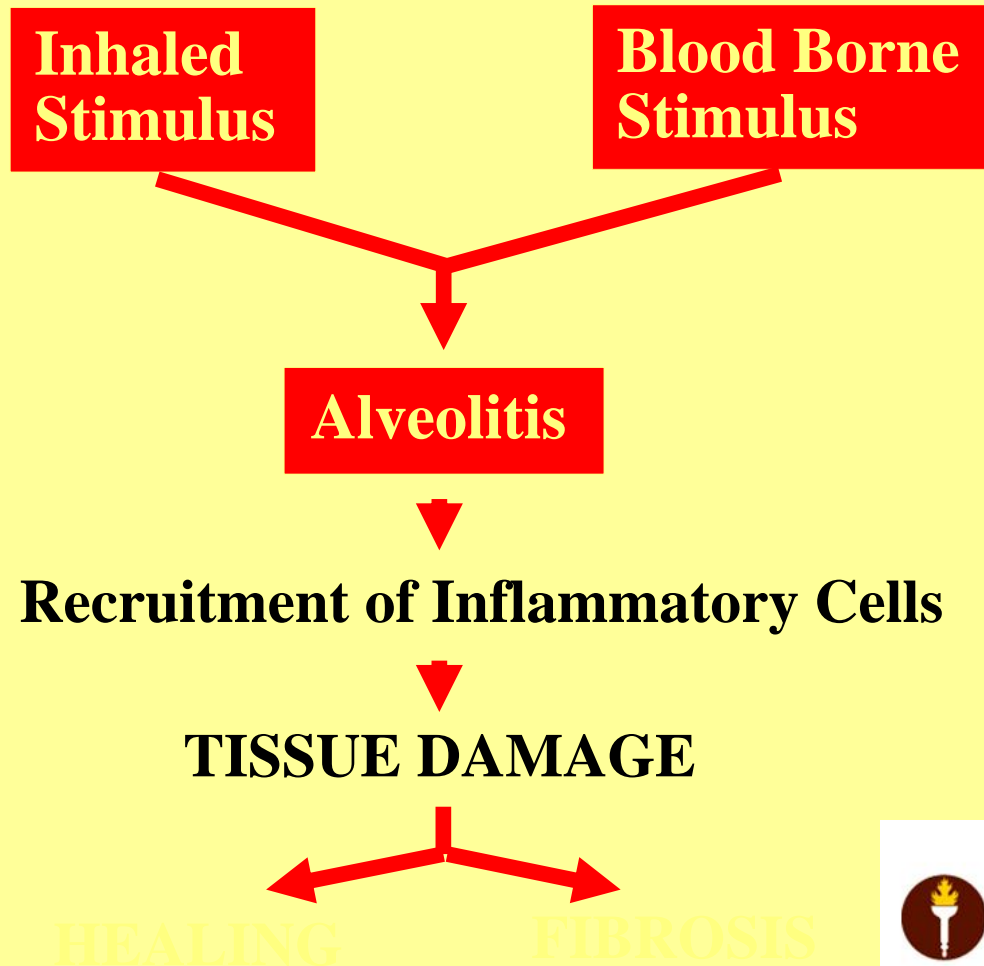 Inhaled
Stimulus
Blood Borne
Stimulus
Alveolitis
Recruitment of Inflammatory Cells
TISSUE DAMAGE
HEALING
FIBROSIS